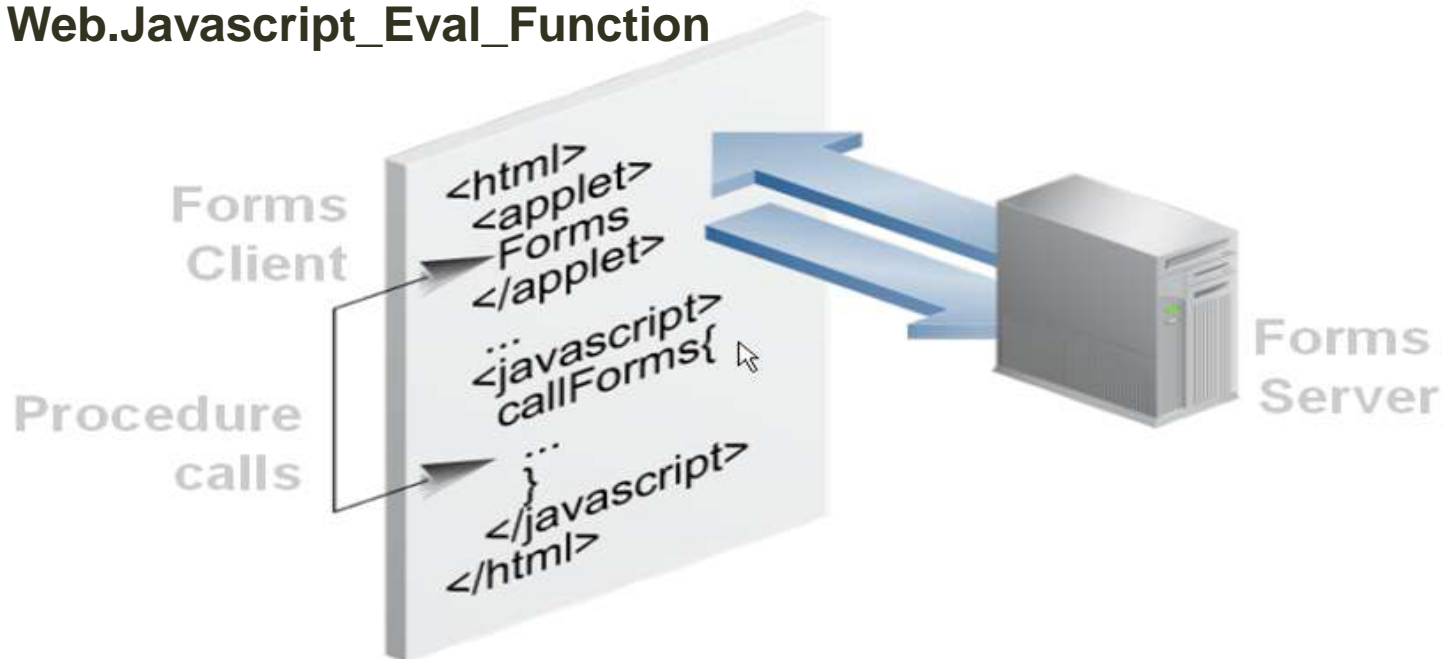 Web.Javascript_Eval_Function
Forms
Client
Procedure
calls
<html>
<applet>
Forms
</applet>
...
<javascript>
callForms{
...
}
</javascript>
</html>
Forms
Server